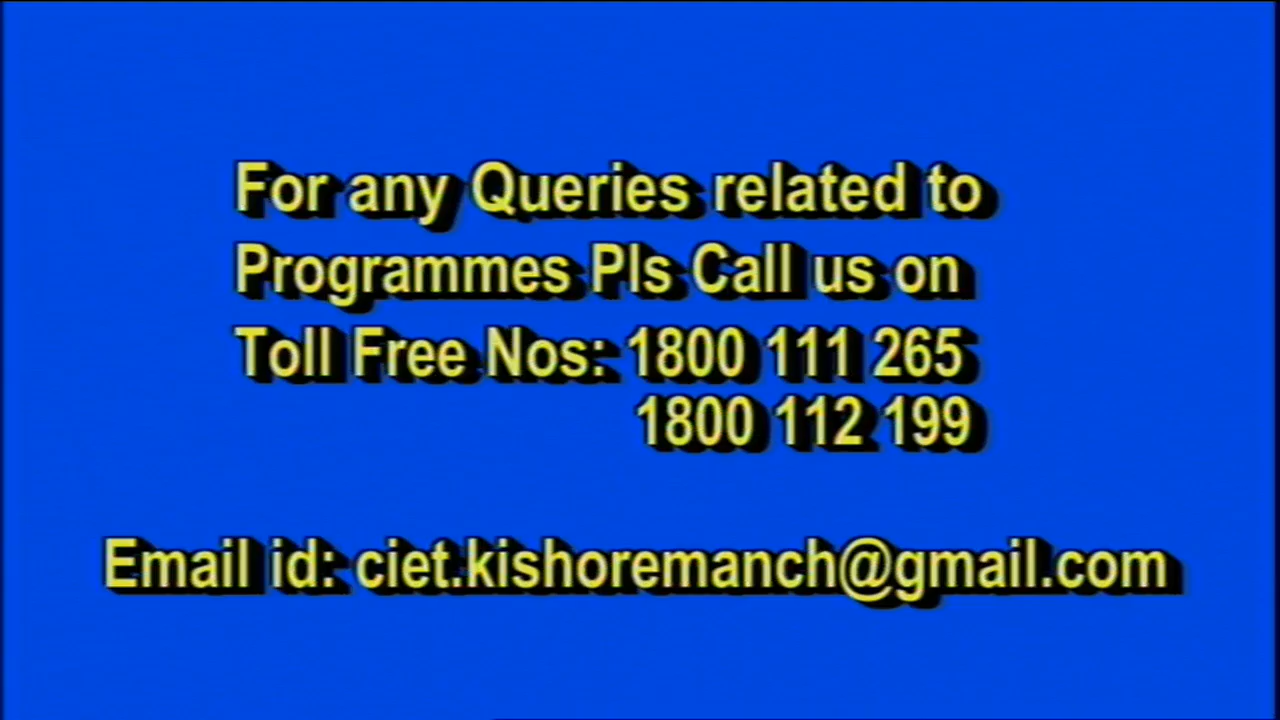 For any Queries related to
Programmes Pls Call us on
Toll Free Nos: 1800 111 265
1800 112 199
Email id: ciet.kishoremanch@gmail.com